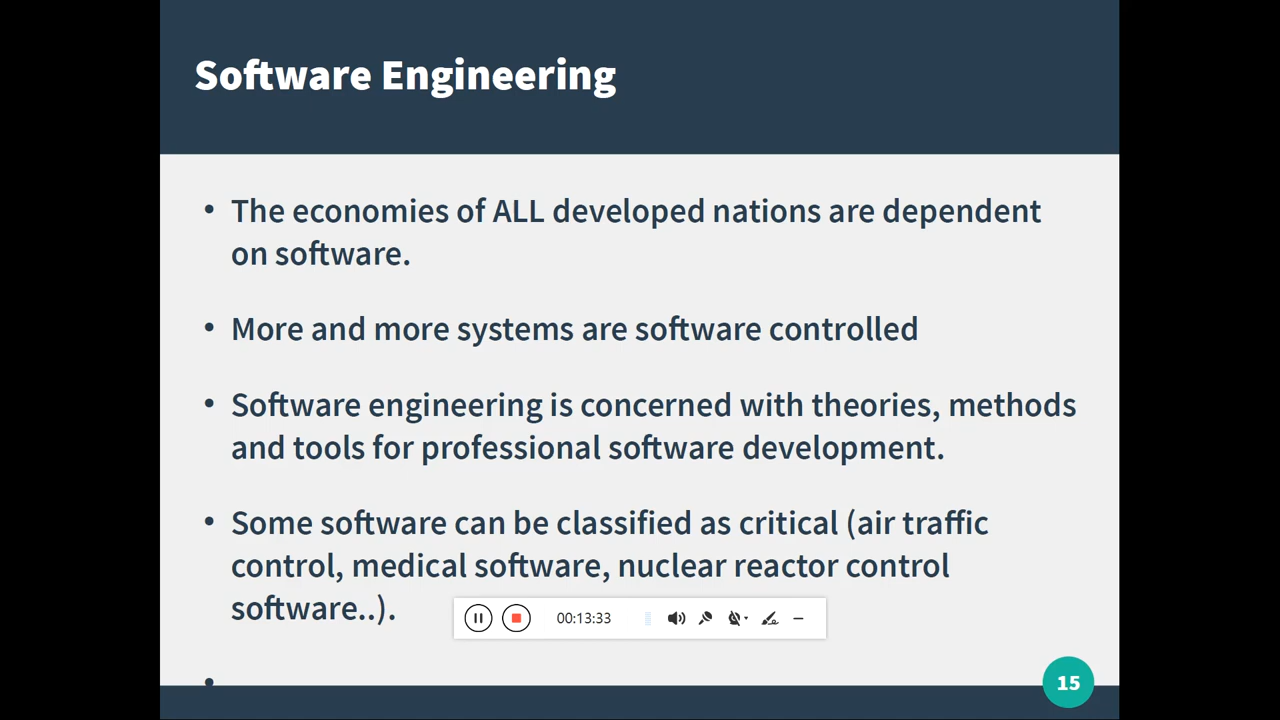 Software Engineering
• The economies of ALL developed nations are dependent
on software.
• More and more systems are software controlled
• Software engineering is concerned with theories, methods
and tools for professional software development.
• Some software can be classified as critical (air traffic
control, medical software, nuclear reactor control
software..).
00:13:33
•
15